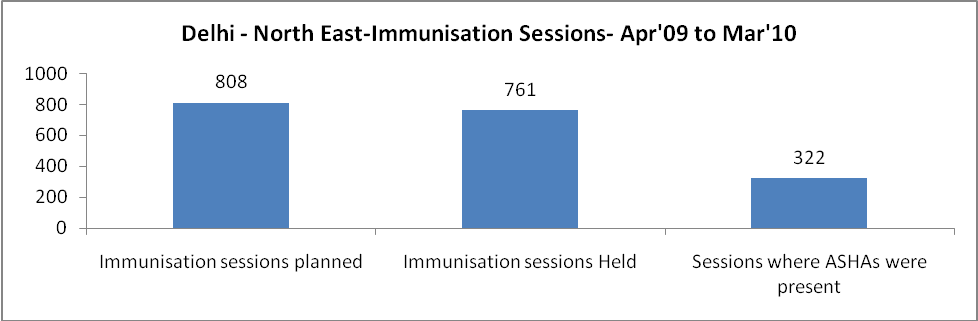 Delhi - North East-Immunisation Sessions- Apr'09 to Mar'10
1000
800
600
400
200
0
808
761
322
Immunisation sessions planned
Immunisation sessions Held
Sessions where ASHAs were
present